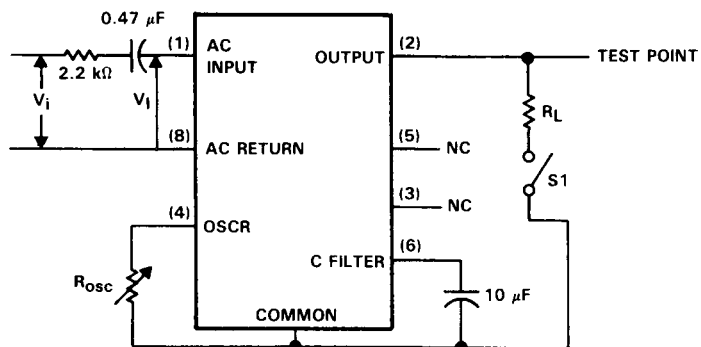 0.47 μF
2.2 kΩ
Vi
VI
(1)
AC
INPUT
OUTPUT
(2)
TEST POINT
RL
S1
(8)
AC RETURN
(5)
NC
(3)
NC
(4)
OSCR
Rosc
C FILTER
(6)
10 μF
COMMON